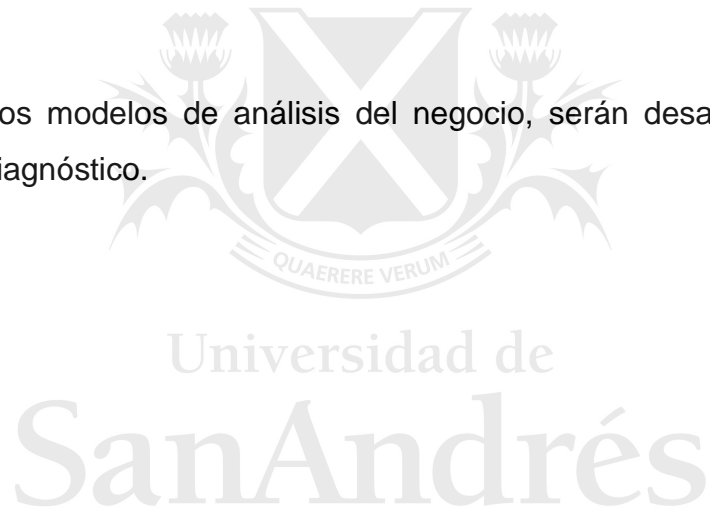 os modelos de análisis del negocio, serán desa
iagnóstico.
QUAERERE VERUM
Universidad de
SanAndrés